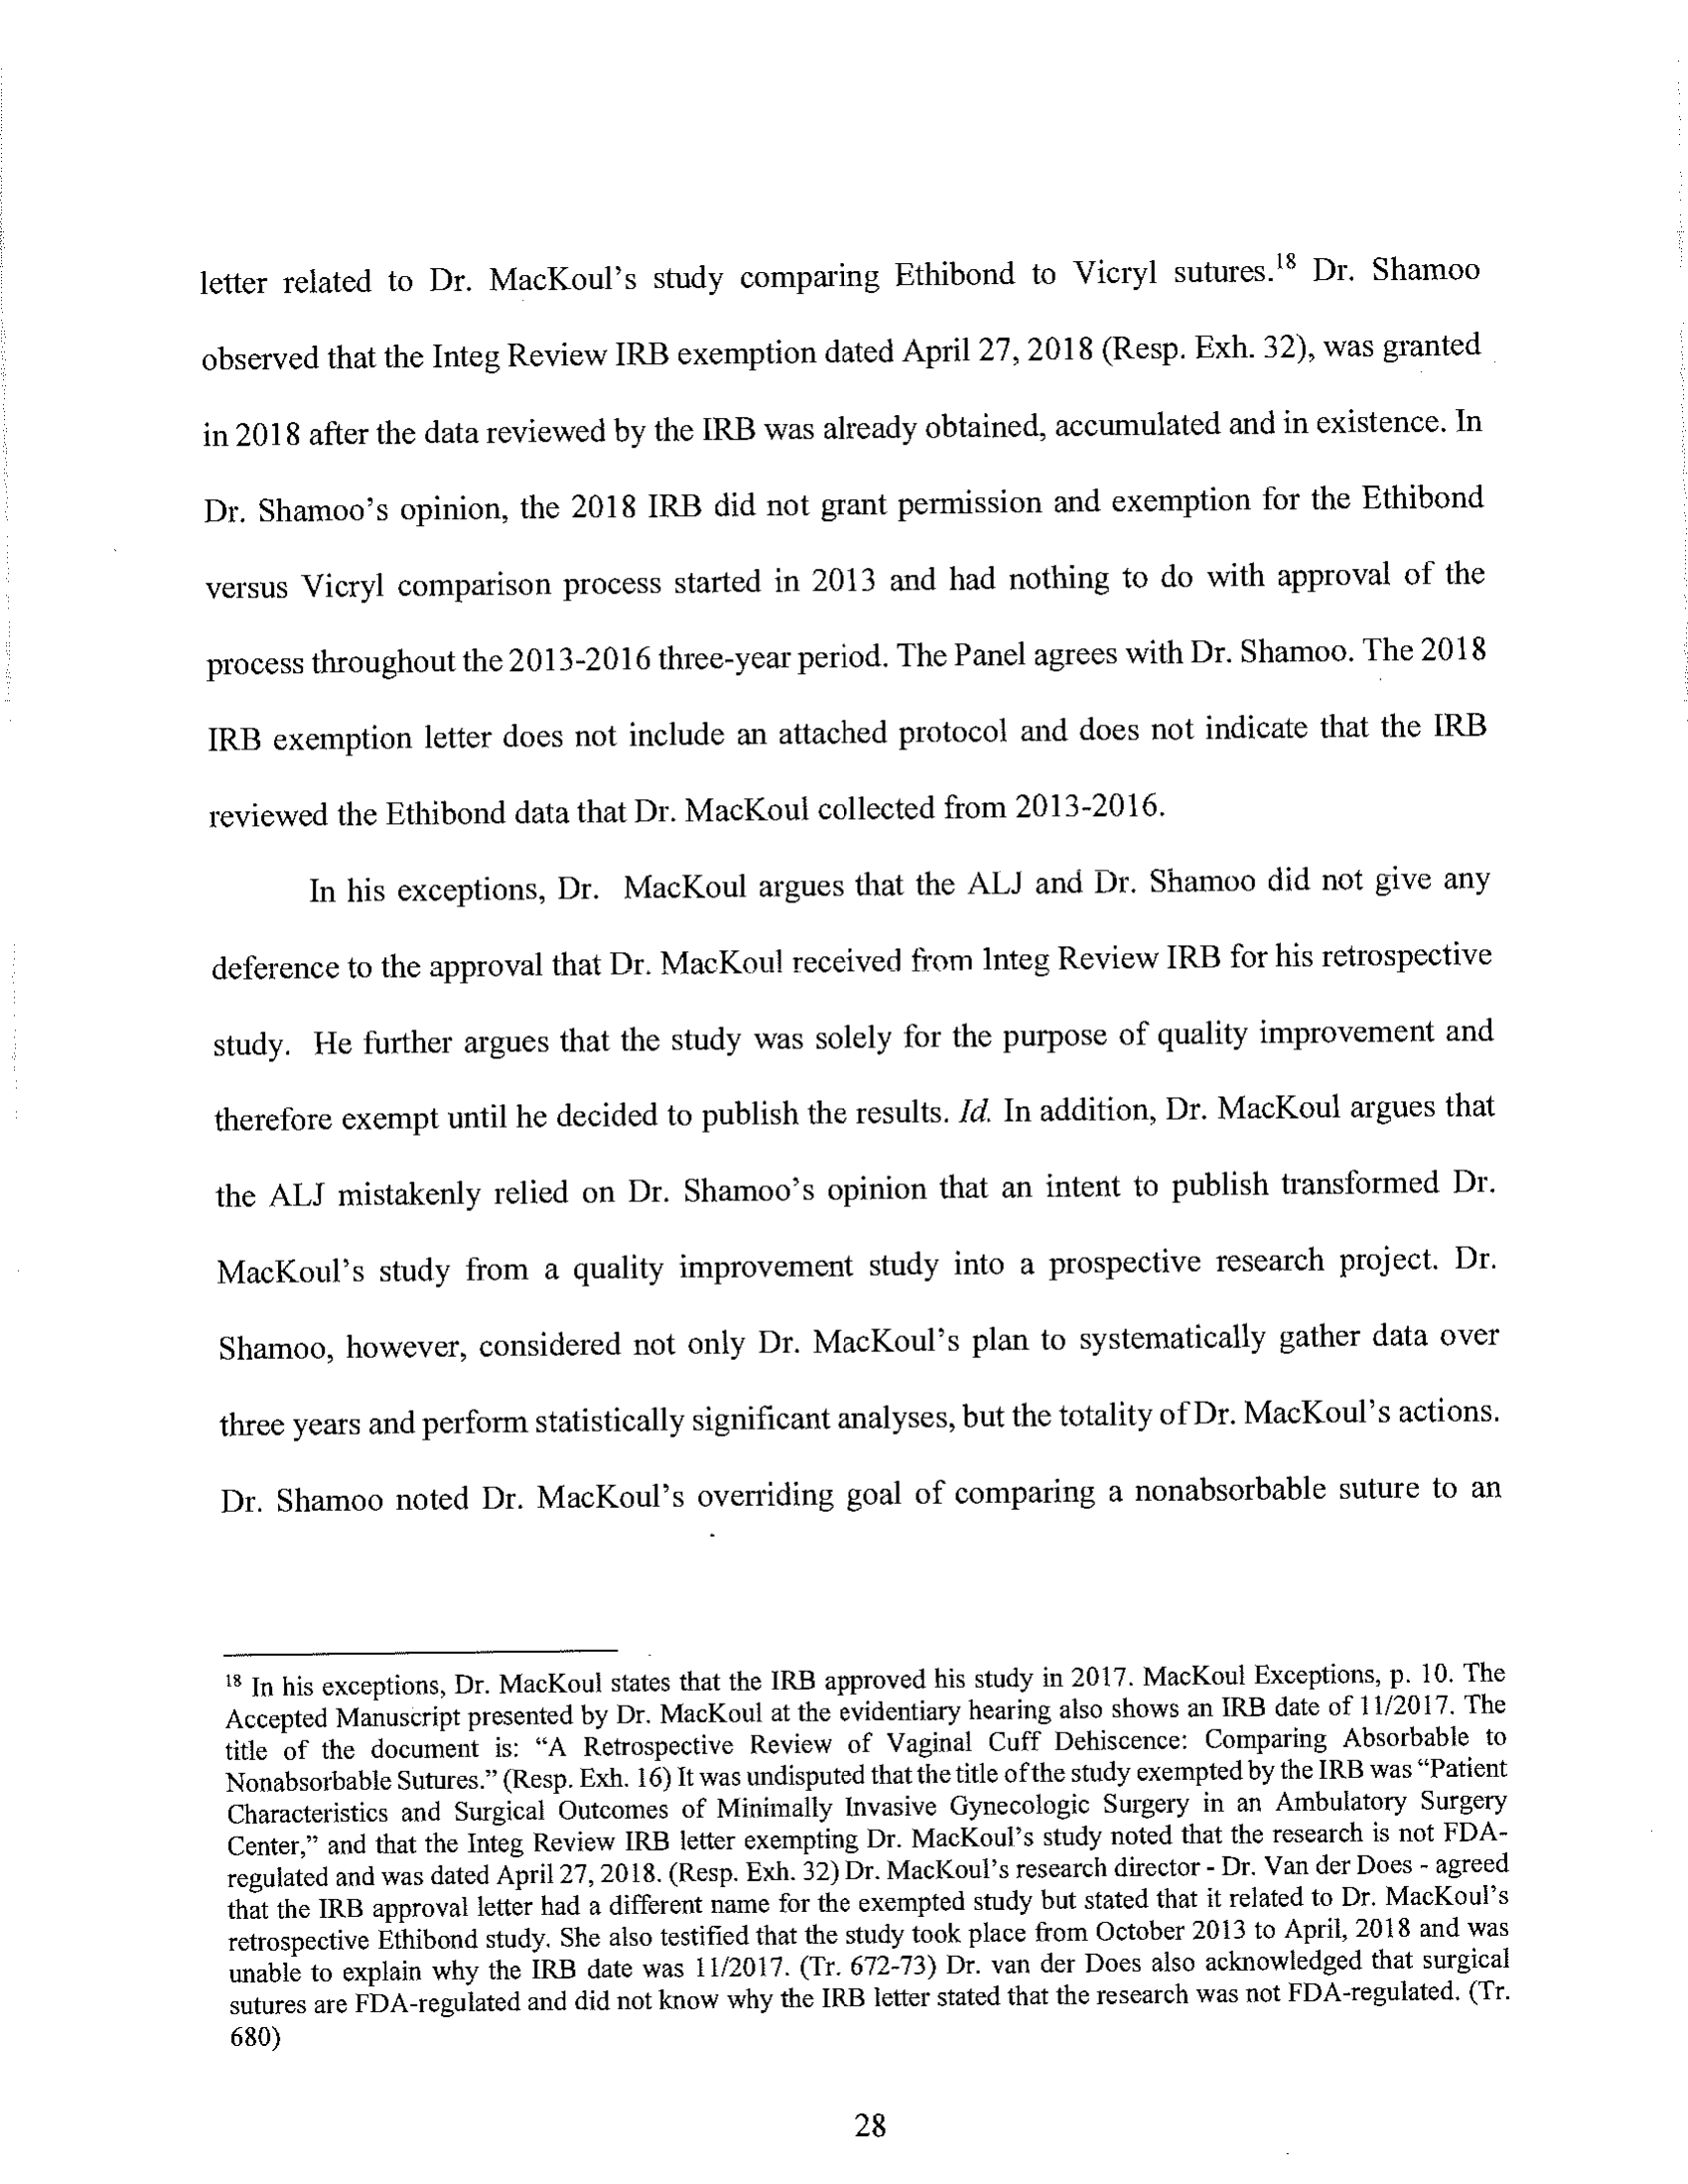 letter related to Dr. MacKoul's study comparing Ethibond to Vicryl sutures.18 Dr. Shamoo
observed that the Integ Review IRB exemption dated April 27, 2018 (Resp. Exh. 32), was granted
in 2018 after the data reviewed by the IRB was already obtained, accumulated and in existence. In
Dr. Shamoo's opinion, the 2018 IRB did not grant permission and exemption for the Ethibond
versus Vicryl comparison process started in 2013 and had nothing to do with approval of the
process throughout the 2013-2016 three-year period. The Panel agrees with Dr. Shamoo. The 2018
IRB exemption letter does not include an attached protocol and does not indicate that the IRB
reviewed the Ethibond data that Dr. MacKoul collected from 2013-2016.
In his exceptions, Dr. MacKoul argues that the ALJ and Dr. Shamoo did not give any
deference to the approval that Dr. MacKoul received from Integ Review IRB for his retrospective
study. He further argues that the study was solely for the purpose of quality improvement and
therefore exempt until he decided to publish the results. Id. In addition, Dr. MacKoul argues that
the ALJ mistakenly relied on Dr. Shamoo's opinion that an intent to publish transformed Dr.
MacKoul's study from a quality improvement study into a prospective research project. Dr.
Shamoo, however, considered not only Dr. MacKoul's plan to systematically gather data over
three years and perform statistically significant analyses, but the totality of Dr. MacKoul's actions.
Dr. Shamoo noted Dr. MacKoul's overriding goal of comparing a nonabsorbable suture to an
18 In his exceptions, Dr. MacKoul states that the IRB approved his study in 2017. MacKoul Exceptions, p. 10. The
Accepted Manuscript presented by Dr. MacKoul at the evidentiary hearing also shows an IRB date of 11/2017. The
title of the document is: "A Retrospective Review of Vaginal Cuff Dehiscence: Comparing Absorbable to
Nonabsorbable Sutures." (Resp. Exh. 16) It was undisputed that the title of the study exempted by the IRB was "Patient
Characteristics and Surgical Outcomes of Minimally Invasive Gynecologic Surgery in an Ambulatory Surgery
Center," and that the Integ Review IRB letter exempting Dr. MacKoul's study noted that the research is not FDA-
regulated and was dated April 27, 2018. (Resp. Exh. 32) Dr. MacKoul's research director - Dr. Van der Does - agreed
that the IRB approval letter had a different name for the exempted study but stated that it related to Dr. MacKoul's
retrospective Ethibond study. She also testified that the study took place from October 2013 to April, 2018 and was
unable to explain why the IRB date was 11/2017. (Tr. 672-73) Dr. van der Does also acknowledged that surgical
sutures are FDA-regulated and did not know why the IRB letter stated that the research was not FDA-regulated. (Tr.
680)
28